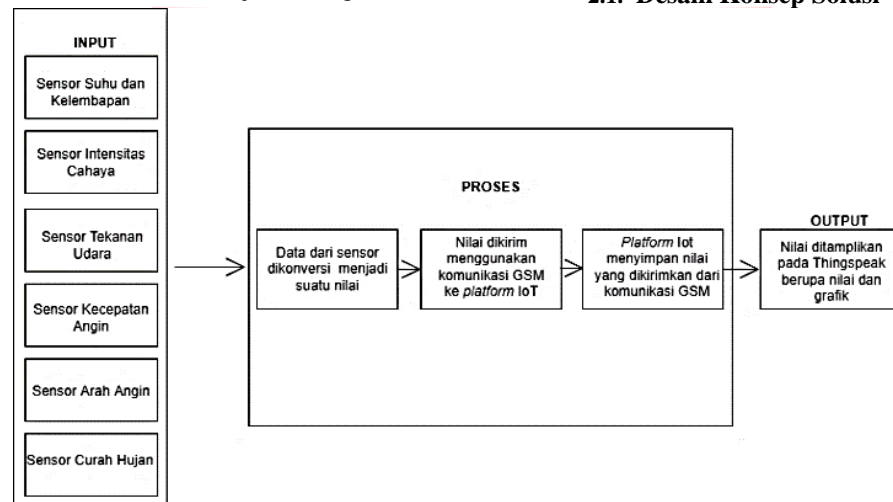 2.1. Desain Konsep Solusi
INPUT
Sensor Suhu dan
Kelembapan
Sensor Intensitas
Cahaya
Sensor Tekanan
Udara
Sensor Kecepatan
Angin
Sensor Arah Angin
Sensor Curah Hujan
PROSES
Data dari sensor
dikonversi menjadi
suatu nilai
Nilai dikirim
menggunakan
komunikasi GSM
ke platform IoT
Platform Iot
menyimpan nilai
yang dikirimkan dari
komunikasi GSM
OUTPUT
Nilai ditamplikan
pada Thingspeak
berupa nilai dan
grafik